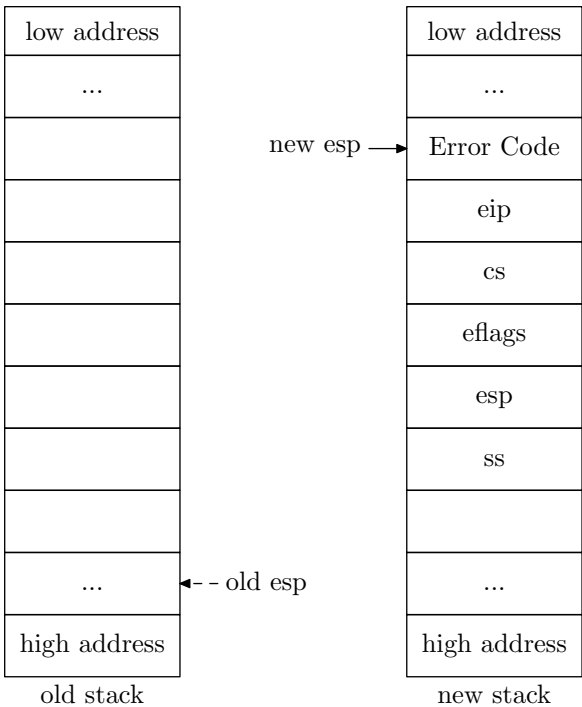 low address
...
old esp
...
high address
old stack
low address
...
new esp
Error Code
eip
cs
eflags
esp
ss
...
high address
new stack